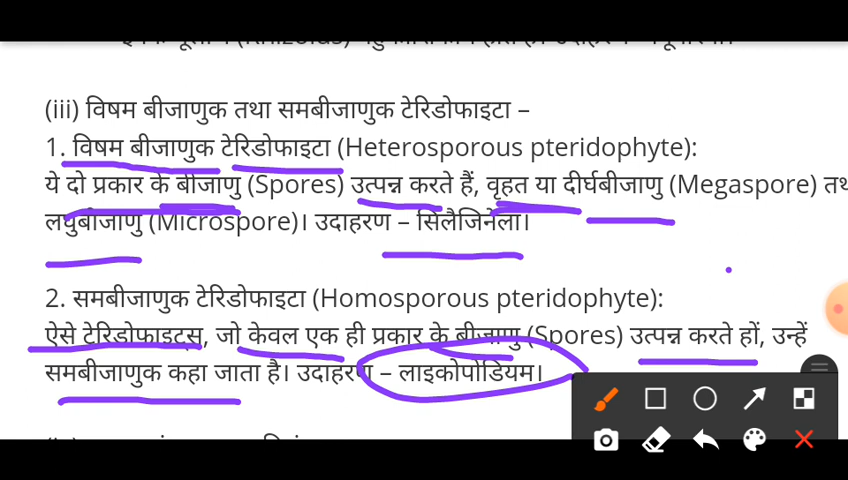 (iii) विषम बीजाणुक तथा समबीजाणुक टेरिडोफाइटा –
1. विषम बीजाणुक टेरिडोफाइटा (Heterosporous pteridophyte):
ये दो प्रकार के बीजाणु (Spores) उत्पन्न करते हैं, वृहत या दीर्घबीजाणु (Megaspore) तथ
लघुबीजाणु (Microspore)। उदाहरण – सिलैजिनेला।
2. समबीजाणुक टेरिडोफाइटा (Homosporous pteridophyte):
ऐसे टेरिडोफाइट्स, जो केवल एक ही प्रकार के बीजाणु (Spores) उत्पन्न करते हों, उन्हें
समबीजाणुक कहा जाता है। उदाहरण – लाइकोपोडियम।